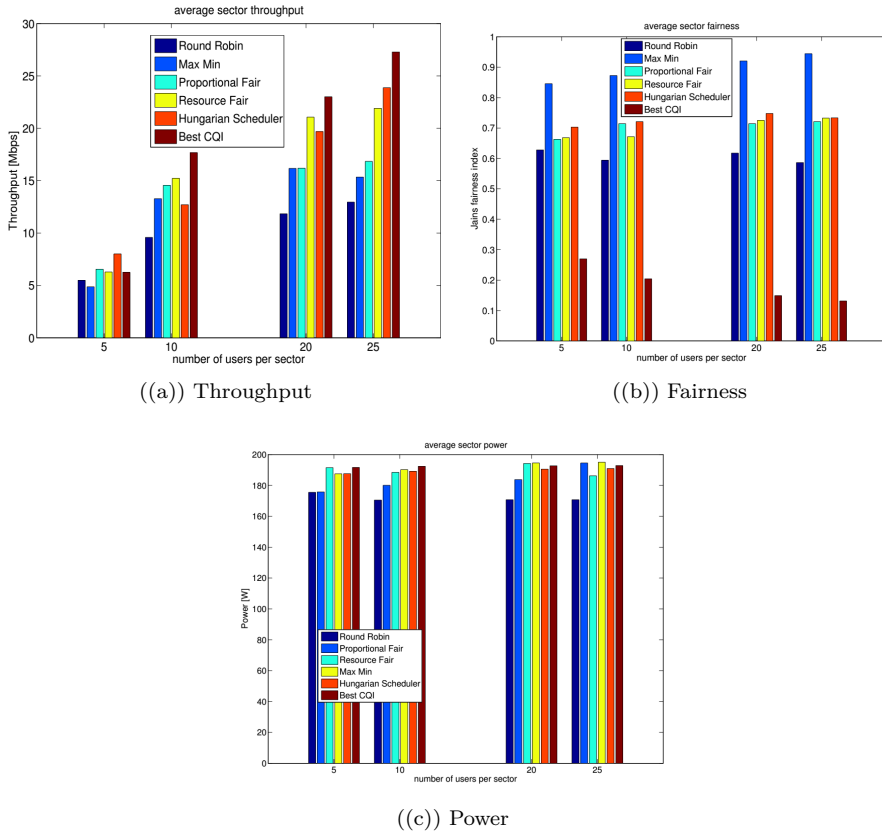 average sector throughput
30
25
20
15
10
5
0
Throughput [Mbps]
Round Robin
Max Min
Proportional Fair
Resource Fair
Hungarian Scheduler
Best CQI
5 10 20 25
number of users per sector
((a)) Throughput
average sector fairness
1
0.9
0.8
0.7
0.6
0.5
0.4
0.3
0.2
0.1
0
Jains fairness index
Round Robin
Max Min
Proportional Fair
Resource Fair
Hungarian Scheduler
Best CQI
5 10 20 25
number of users per sector
((b)) Fairness
average sector power
200
180
160
140
120
100
80
60
40
20
0
Power [W]
Round Robin
Proportional Fair
Resource Fair
Max Min
Hungarian Scheduler
Best CQI
5 10 20 25
number of users per sector
((c)) Power